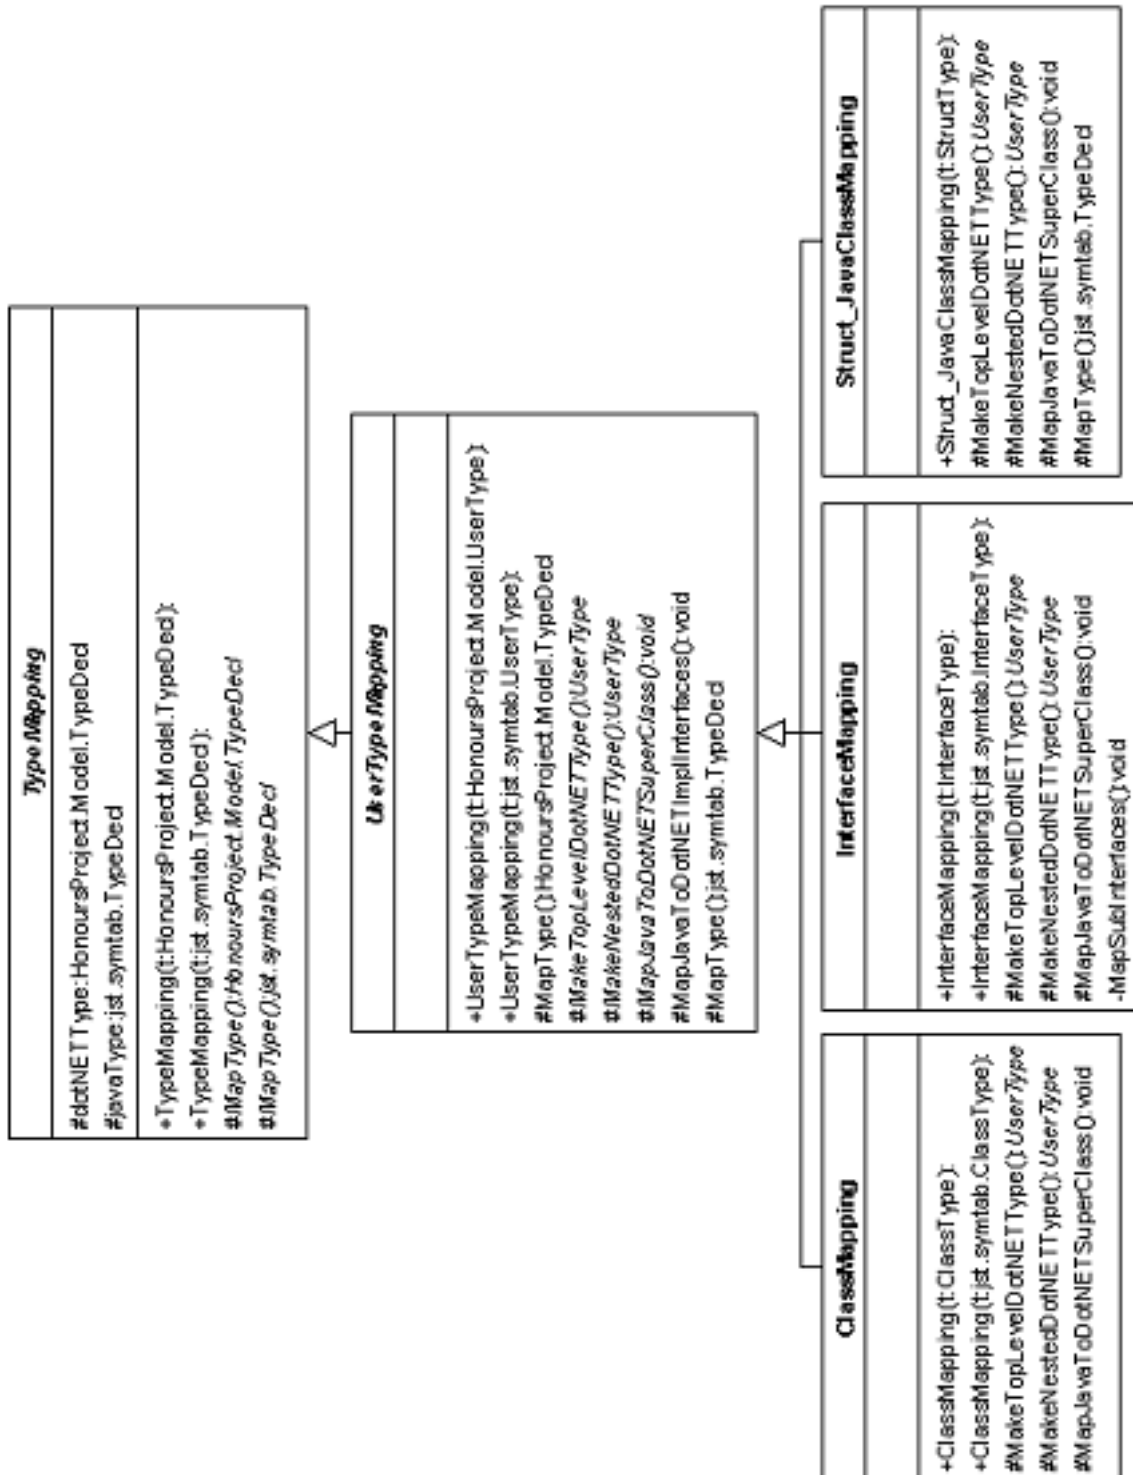 TypeMapping
#dotNETType:HonoursProject.Model.TypeDecl
#javaType:jst.symtab.TypeDecl
+TypeMapping(t:HonoursProject.Model.TypeDecl):
+TypeMapping(t:jst.symtab.TypeDecl):
#MapType():HonoursProject.Model.TypeDecl
#MapType():jst.symtab.TypeDecl
UserTypeMapping
+UserTypeMapping(t:HonoursProject.Model.UserType):
+UserTypeMapping(t:jst.symtab.UserType):
#MapType():HonoursProject.Model.TypeDecl
#MakeTopLevelDotNETType():UserType
#MakeNestedDotNETType():UserType
#MapJavaToDotNETSuperClass():void
#MapJavaToDotNETImplInterfaces():void
#MapType():jst.symtab.TypeDecl
ClassMapping
+ClassMapping(t:ClassType):
+ClassMapping(t:jst.symtab.ClassType):
#MakeTopLevelDotNETType():UserType
#MakeNestedDotNETType():UserType
#MapJavaToDotNETSuperClass():void
InterfaceMapping
+InterfaceMapping(t:InterfaceType):
+InterfaceMapping(t:jst.symtab.InterfaceType):
#MakeTopLevelDotNETType():UserType
#MakeNestedDotNETType():UserType
#MapJavaToDotNETSuperClass():void
-MapSubInterfaces():void
Struct_JavaClassMapping
+Struct_JavaClassMapping(t:StructType):
#MakeTopLevelDotNETType():UserType
#MakeNestedDotNETType():UserType
#MapJavaToDotNETSuperClass():void
#MapType():jst.symtab.TypeDecl